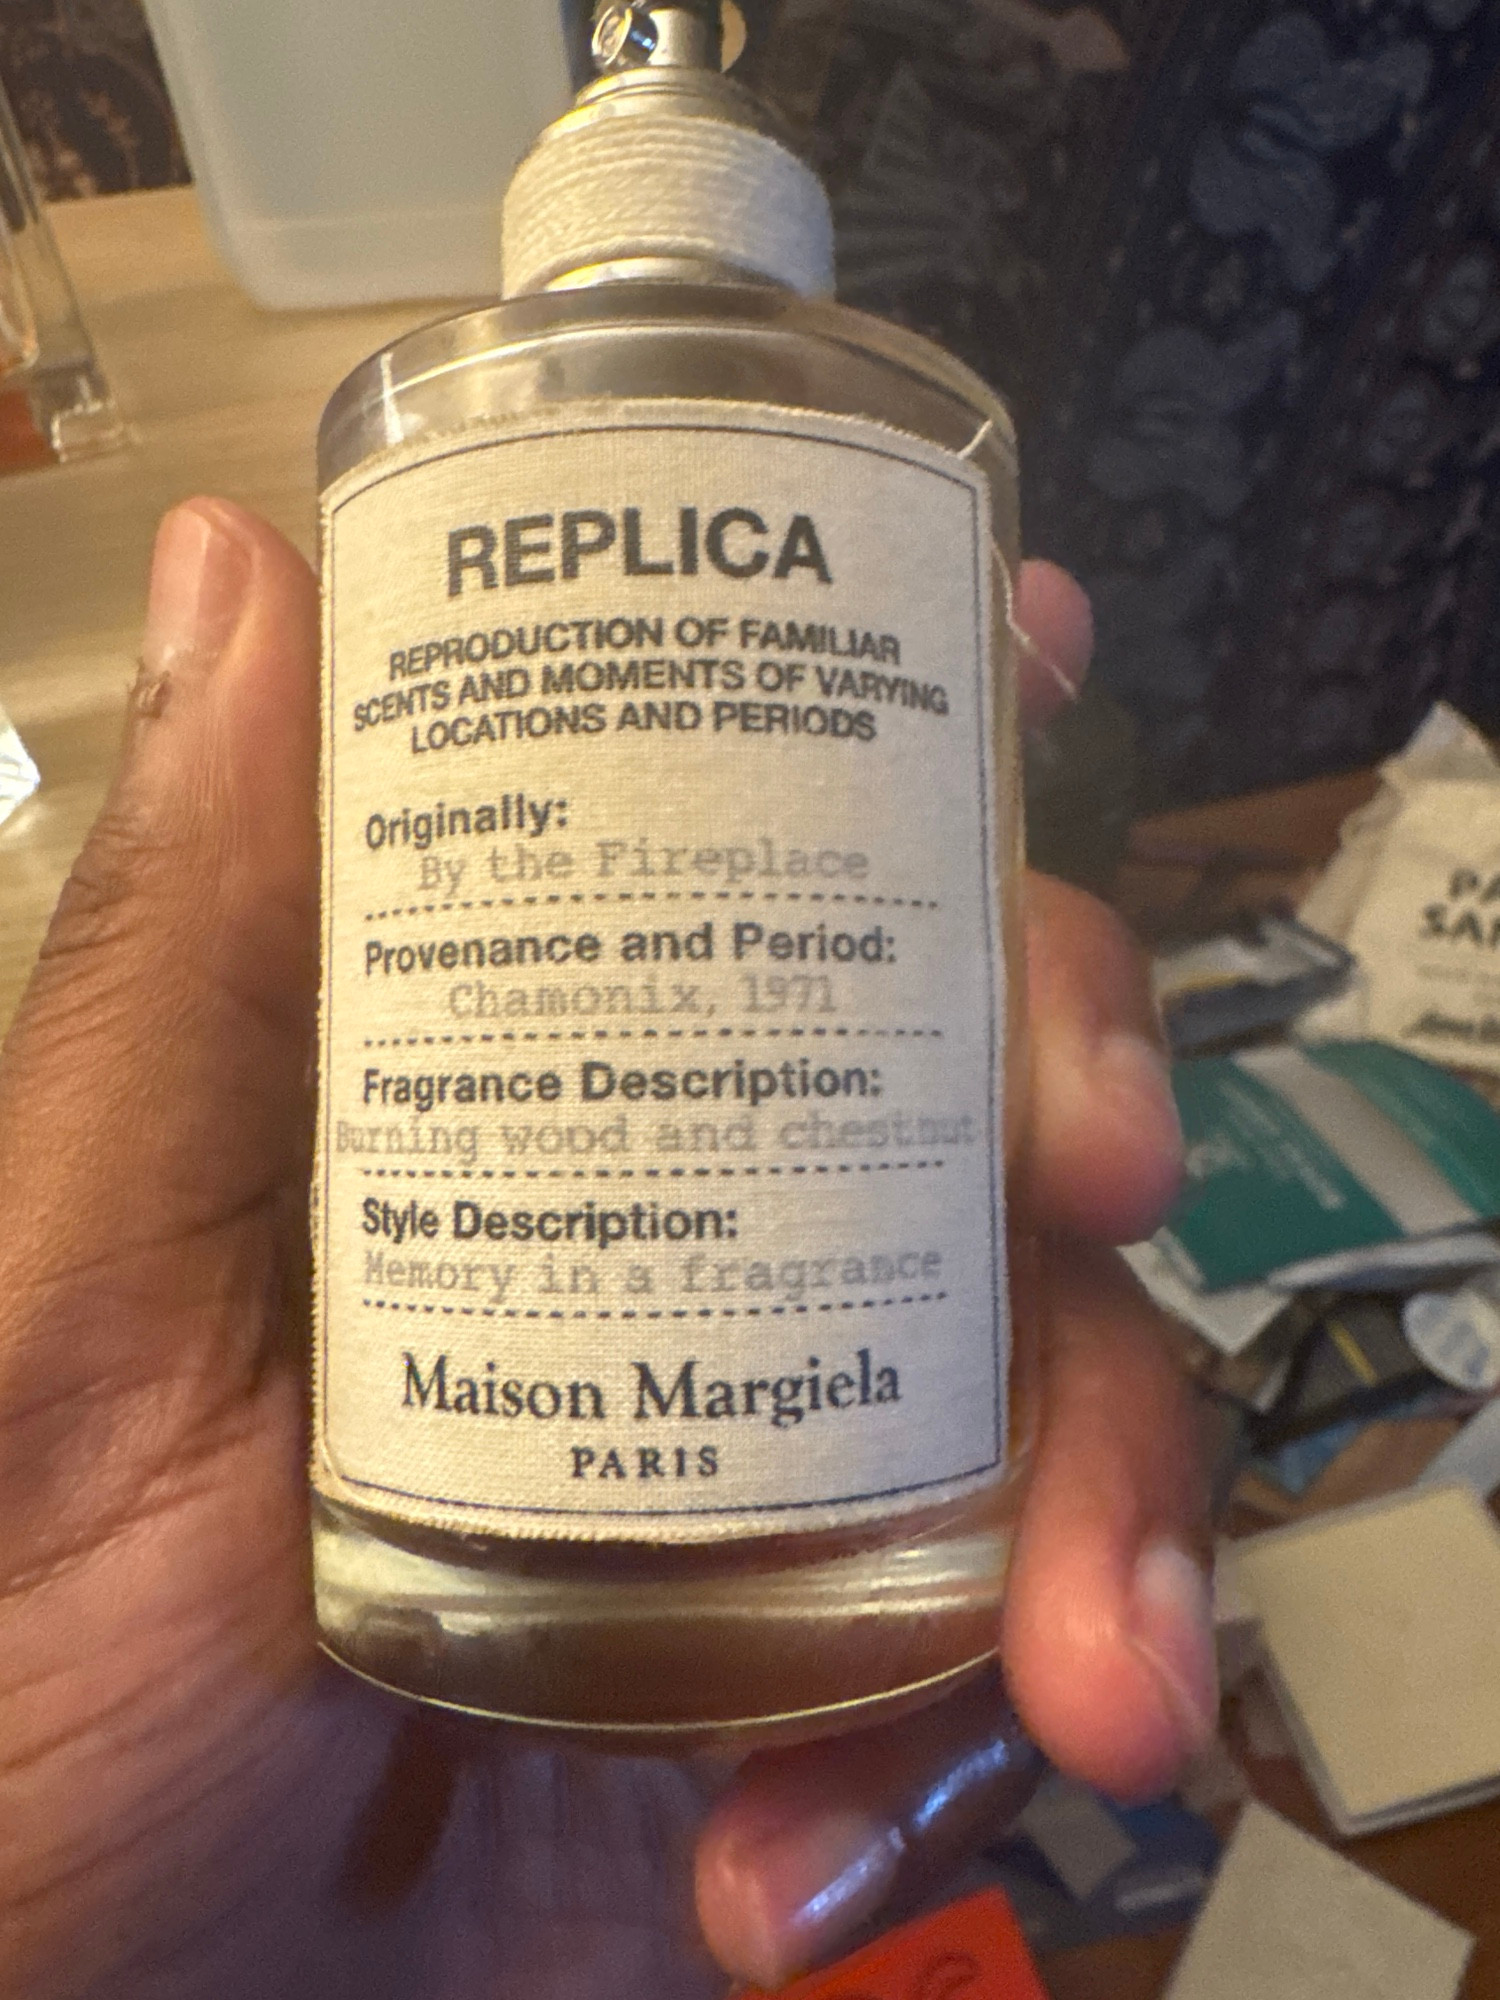 REPLICA
REPRODUCTION OF FAMILIAR
SCENTS AND MOMENTS OF VARYING
LOCATIONS AND PERIODS
Originally:
By the Fireplace
Provenance and Period:
Chamonix, 1971
Fragrance Description:
Burning wood and chestnut
Style Description:
Memory in a fragrance
Maison Margiela
PARIS